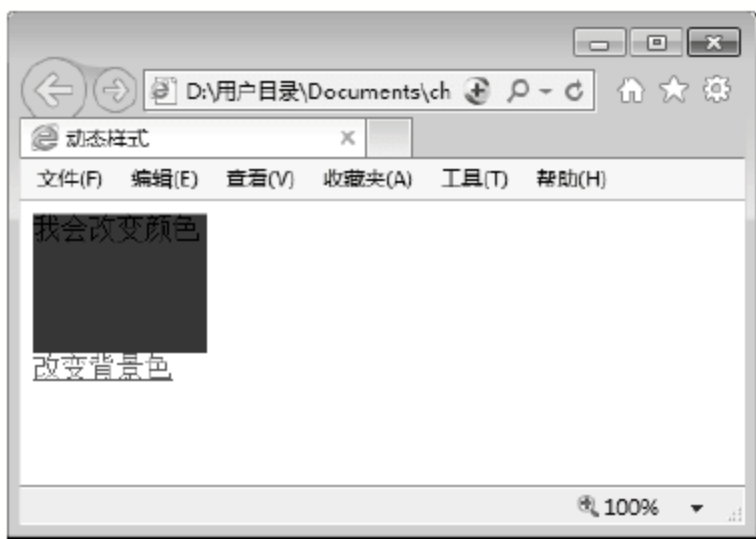 D:\用户目录\Documents\ch
动态样式
文件(F) 编辑(E) 查看(V) 收藏夹(A) 工具(T) 帮助(H)
我会改变颜色
改变背景色
100%